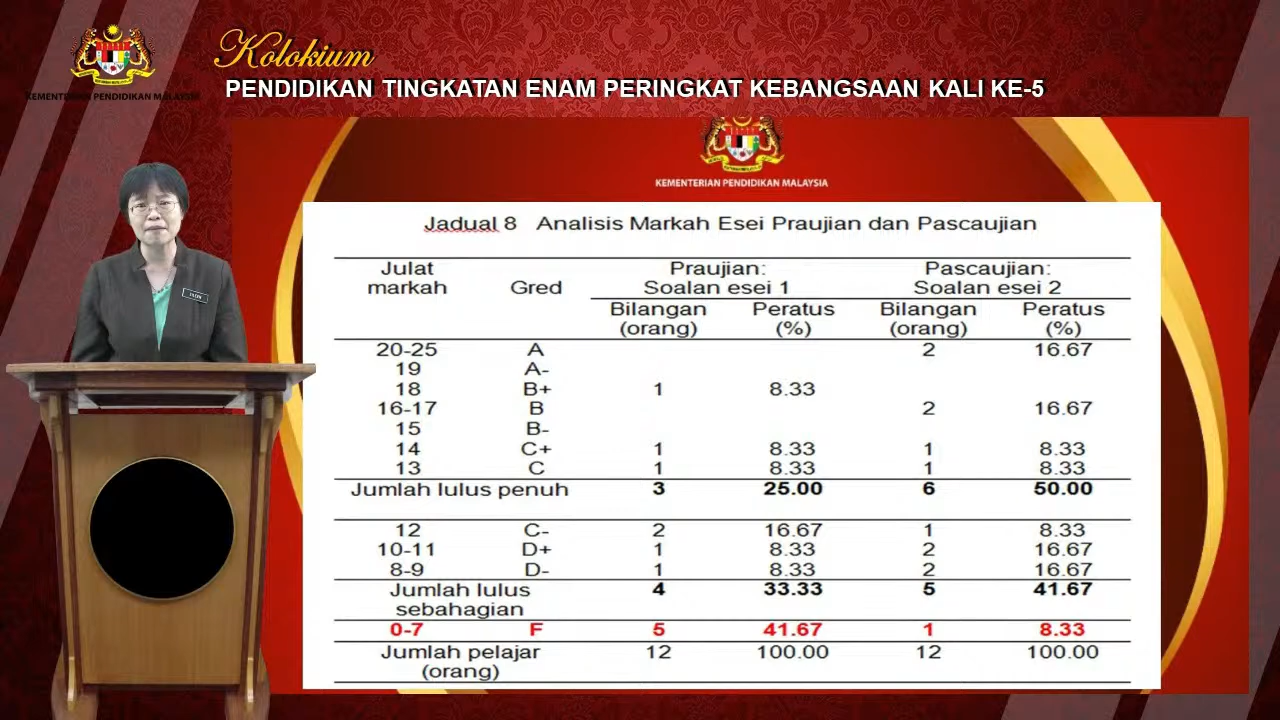 Kolokium
PENDIDIKAN TINGKATAN ENAM PERINGKAT KEBANGSAAN KALI KE-5
KEMENTERIAN PENDIDIKAN MALAYSIA
KEMENTERIAN PENDIDIKAN MALAYSIA
Jadual 8 Analisis Markah Esei Praujian dan Pascaujian
Julat markah Gred Praujian: Soalan esei 1 Pascaujian: Soalan esei 2
Bilangan (orang) Peratus (%) Bilangan (orang) Peratus (%)
20-25 A 2 16.67
19 A-
18 B+ 1 8.33
16-17 B 2 16.67
15 B-
14 C+ 1 8.33 1 8.33
13 C 1 8.33 1 8.33
Jumlah lulus penuh 3 25.00 6 50.00
12 C- 2 16.67 1 8.33
10-11 D+ 1 8.33 2 16.67
8-9 D- 1 8.33 2 16.67
Jumlah lulus sebahagian 4 33.33 5 41.67
0-7 F 5 41.67 1 8.33
Jumlah pelajar (orang) 12 100.00 12 100.00